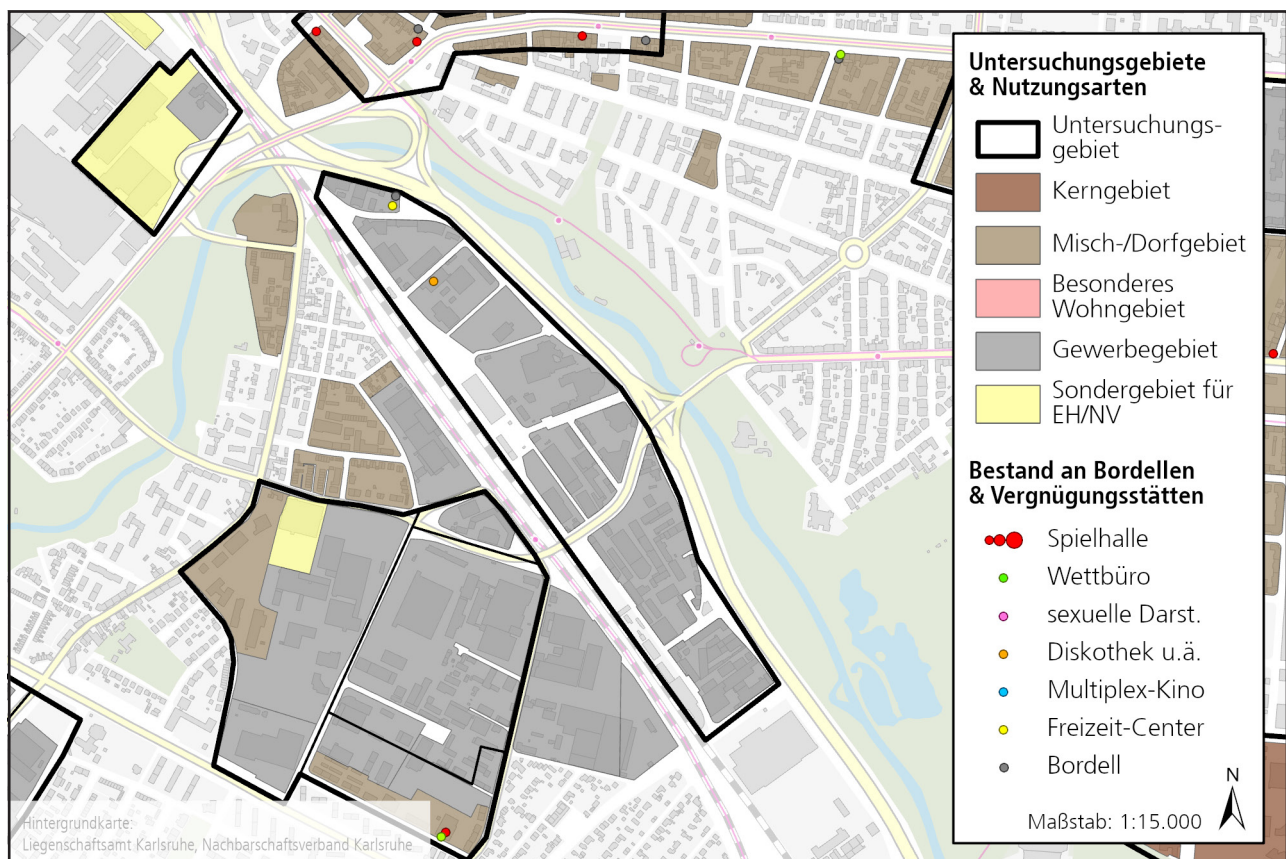 Untersuchungsgebiete
& Nutzungsarten
Untersuchungs-
gebiet
Kerngebiet
Misch-/Dorfgebiet
Besonderes
Wohngebiet
Gewerbegebiet
Sondergebiet für
EH/NV
Bestand an Bordellen
& Vergnügungsstätten
Spielhalle
Wettbüro
sexuelle Darst.
Diskothek u.ä.
Multiplex-Kino
Freizeit-Center
Bordell
N
Maßstab: 1:15.000
Hintergrundkarte:
Liegenschaftsamt Karlsruhe, Nachbarschaftsverband Karlsruhe